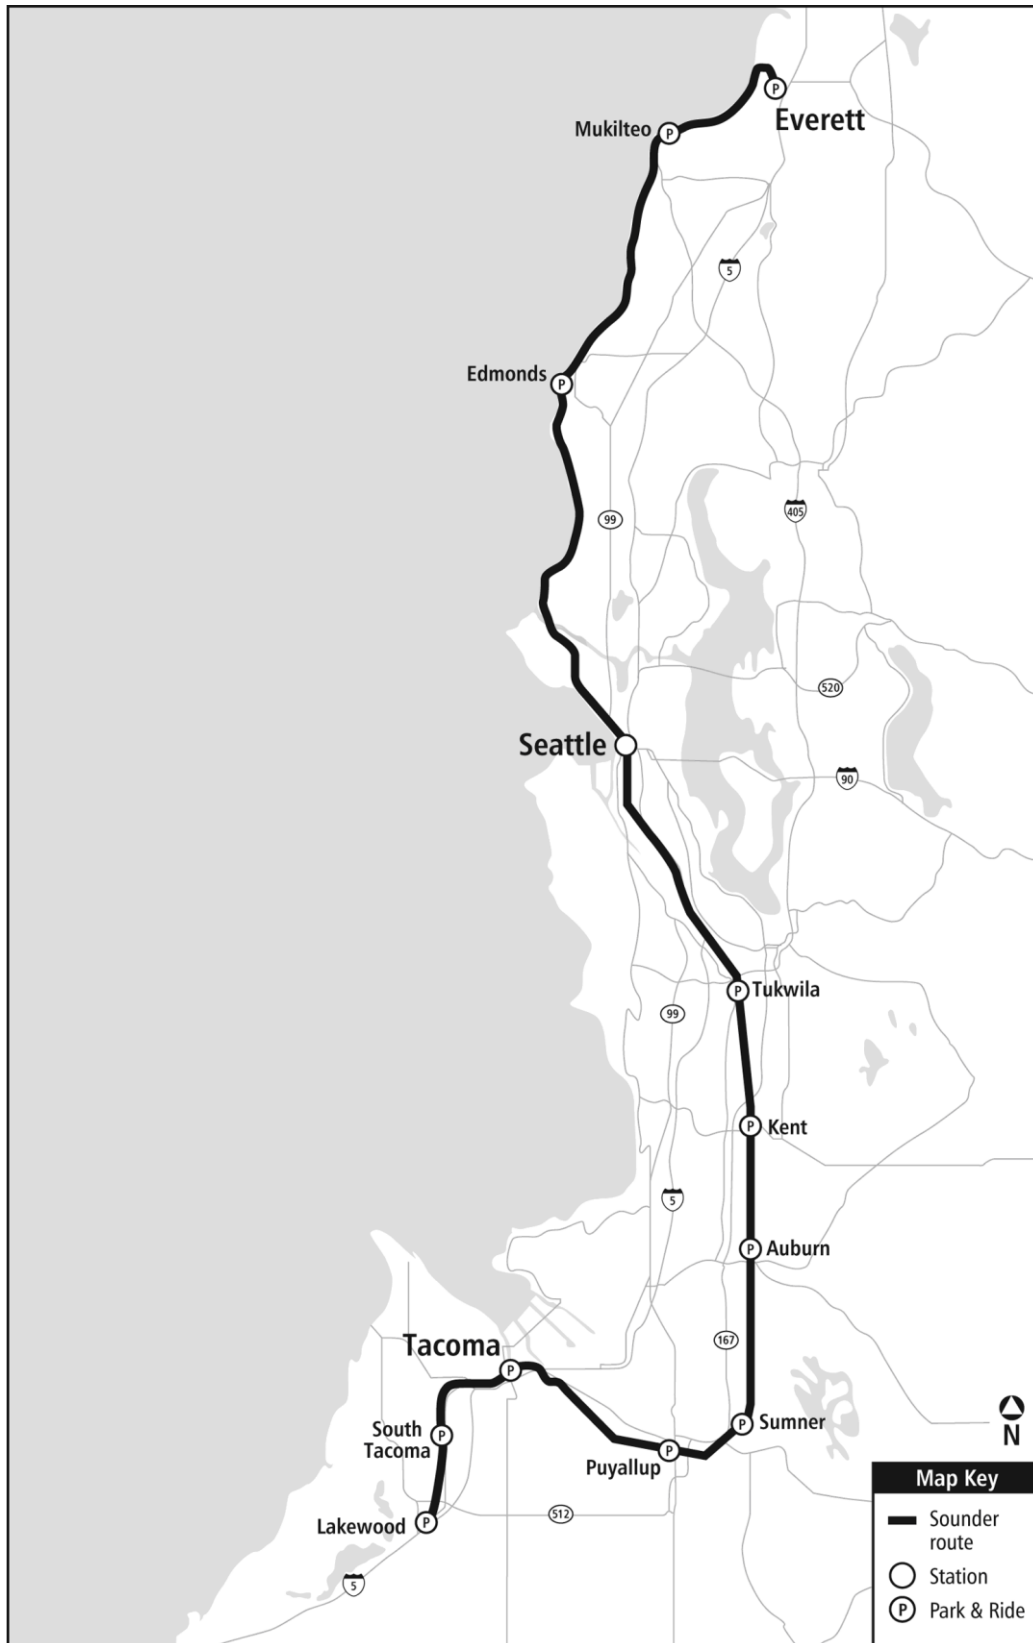 P
Everett
Mukilteo P
5
Edmonds P
99
405
520
Seattle
90
P Tukwila
99
P Kent
5
P Auburn
167
Tacoma
P
South
Tacoma P
P Sumner
N
Puyallup P
Lakewood P
512
5
Map Key
Sounder
route
Station
P Park & Ride